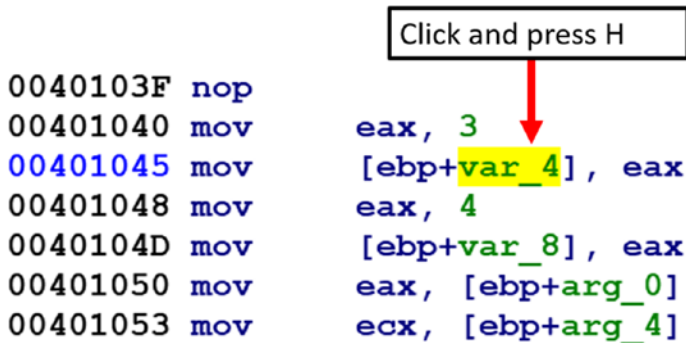 Click and press H
0040103F nop
00401040 mov eax, 3
00401045 mov [ebp+var_4], eax
00401048 mov eax, 4
0040104D mov [ebp+var_8], eax
00401050 mov eax, [ebp+arg_0]
00401053 mov ecx, [ebp+arg_4]